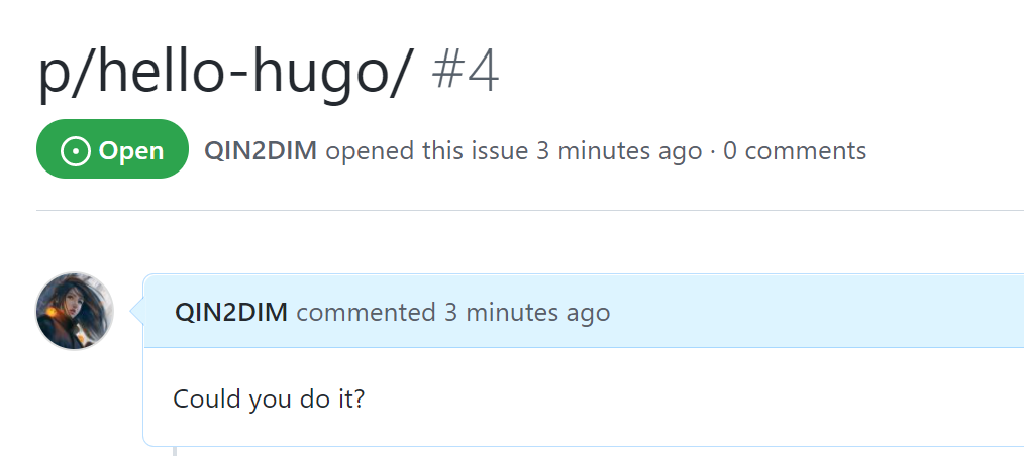 p/hello-hugo/ #4
Open QIN2DIM opened this issue 3 minutes ago · 0 comments
QIN2DIM commented 3 minutes ago
Could you do it?